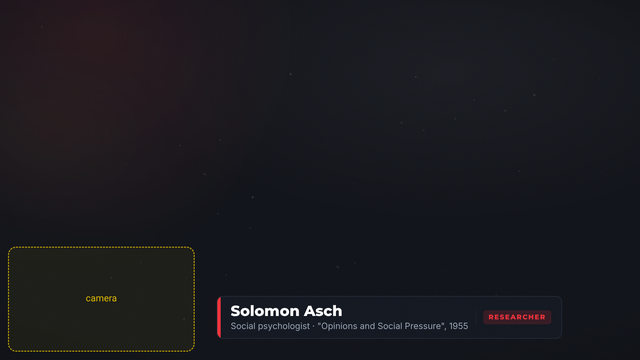 camera
Solomon Asch
Social psychologist · "Opinions and Social Pressure", 1955
RESEARCHER